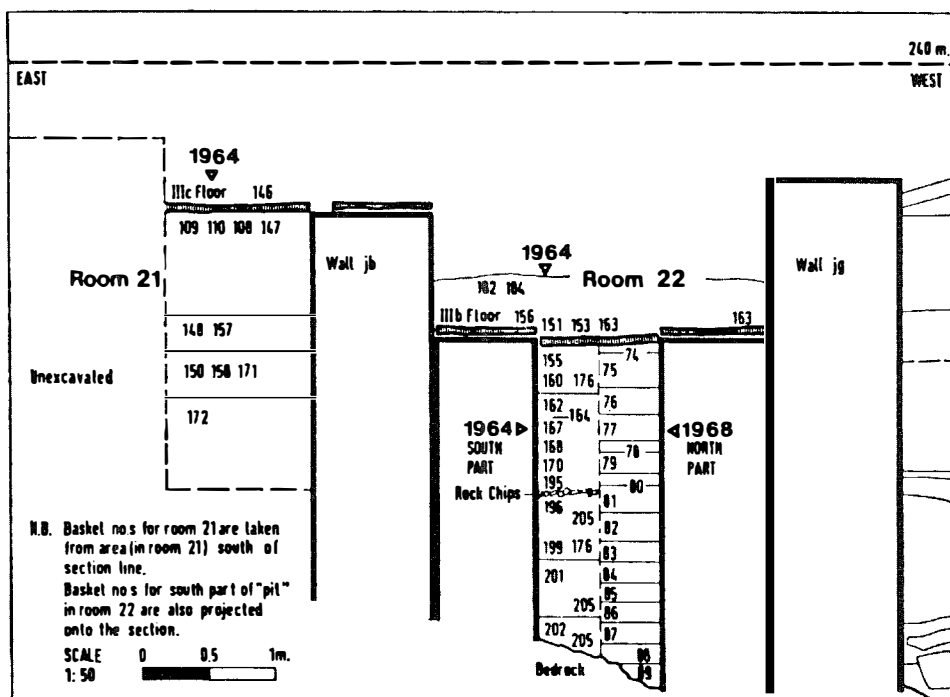 240 m.
EAST
WEST
1964
IIIc Floor 146
109 110 108 147
Room 21
Wall jb
1964
Room 22
Wall jg
102 104
IIIb Floor 156
151 153 163
163
148 157
155
74
75
Unexcavated
150 158 171
160 176
76
172
162
164
77
1964
SOUTH
PART
167
1968
NORTH
PART
168
78
170
79
195
80
Rock Chips
196
81
205
82
N.B. Basket no.s for room 21 are taken
from area (in room 21) south of
section line.
Basket no.s for south part of "pit"
in room 22 are also projected
onto the section.
199 176
83
201
84
85
205
86
202
205
87
88
Bedrock
89
SCALE 0 0.5 1m.
1:50